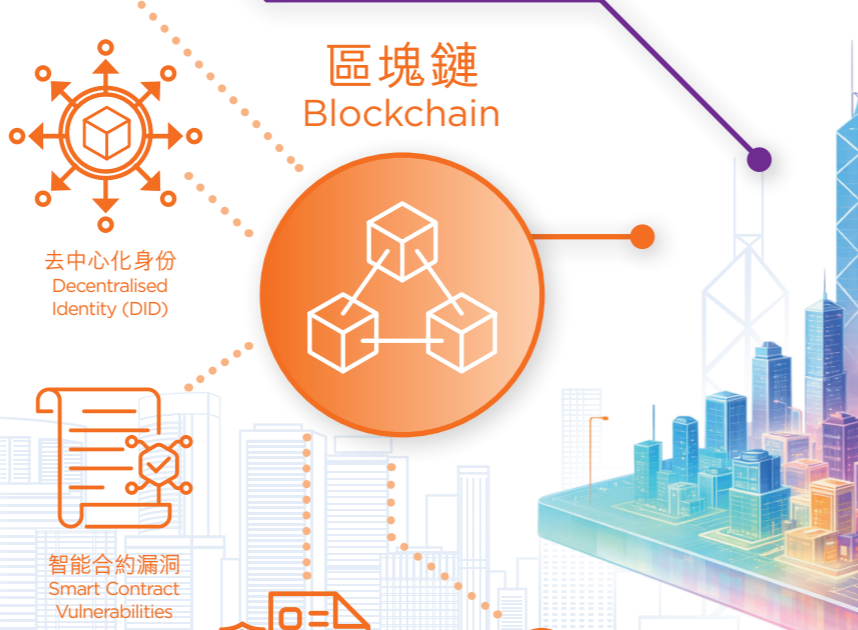 區塊鏈
Blockchain
去中心化身份
Decentralised
Identity (DID)
智能合約漏洞
Smart Contract
Vulnerabilities